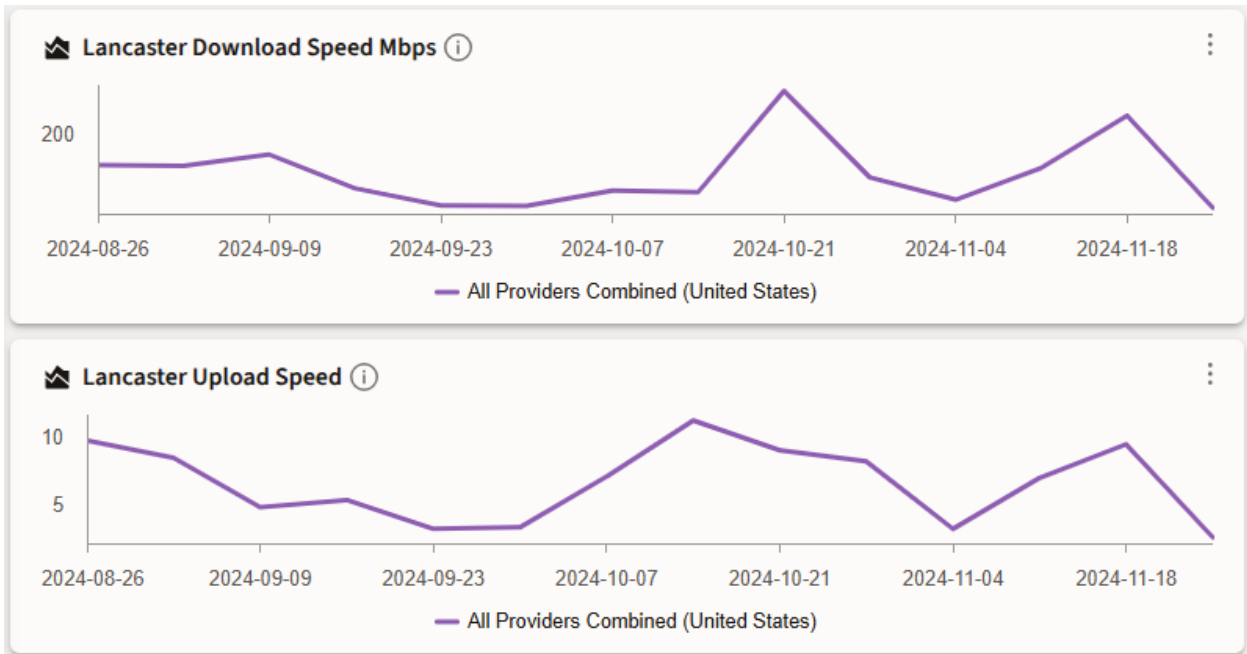 Lancaster Download Speed Mbps
200
2024-08-26 2024-09-09 2024-09-23 2024-10-07 2024-10-21 2024-11-04 2024-11-18
All Providers Combined (United States)
Lancaster Upload Speed
10
5
2024-08-26 2024-09-09 2024-09-23 2024-10-07 2024-10-21 2024-11-04 2024-11-18
All Providers Combined (United States)